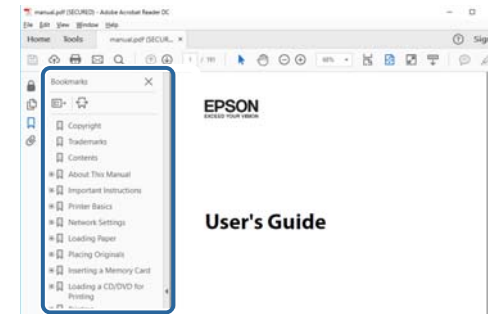 manual.pdf (SECURED) - Adobe Acrobat Reader DC
File Edit View Window Help
Home Tools manual.pdf (SECUR... ×
Sig
Bookmarks
Copyright
Trademarks
Contents
About This Manual
Important Instructions
Printer Basics
Network Settings
Loading Paper
Placing Originals
Inserting a Memory Card
Loading a CD/DVD for
Printing
EPSON
EXCEED YOUR VISION
User's Guide